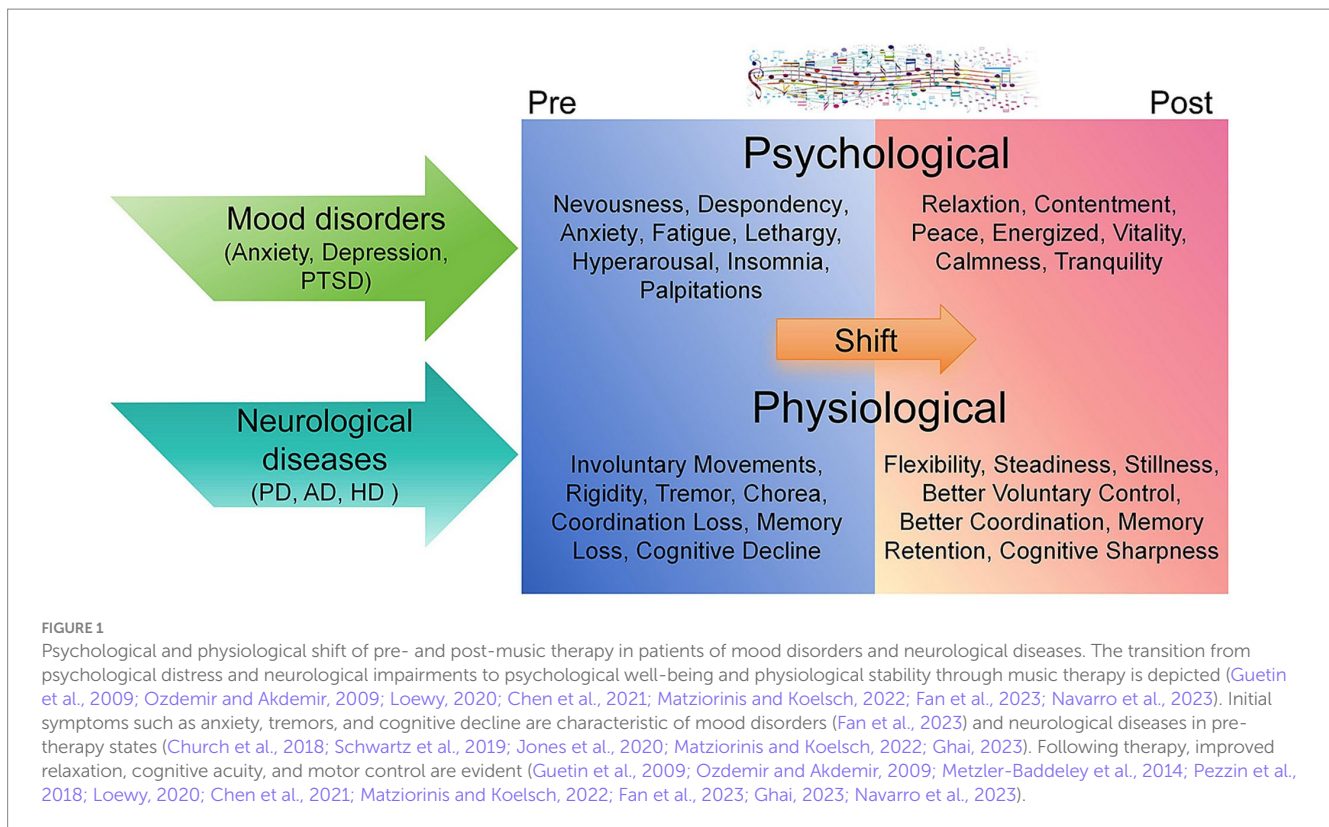 Pre
Post
Mood disorders
(Anxiety, Depression,
PTSD)
Neurological
diseases
(PD, AD, HD )
Psychological
Nevousness, Despondency,
Anxiety, Fatigue, Lethargy,
Hyperarousal, Insomnia,
Palpitations
Relaxtion, Contentment,
Peace, Energized, Vitality,
Calmness, Tranquility
Shift
Physiological
Involuntary Movements,
Rigidity, Tremor, Chorea,
Coordination Loss, Memory
Loss, Cognitive Decline
Flexibility, Steadiness, Stillness,
Better Voluntary Control,
Better Coordination, Memory
Retention, Cognitive Sharpness
FIGURE 1
Psychological and physiological shift of pre- and post-music therapy in patients of mood disorders and neurological diseases. The transition from
psychological distress and neurological impairments to psychological well-being and physiological stability through music therapy is depicted (Guetin
et al., 2009; Ozdemir and Akdemir, 2009; Loewy, 2020; Chen et al., 2021; Matziorinis and Koelsch, 2022; Fan et al., 2023; Navarro et al., 2023). Initial
symptoms such as anxiety, tremors, and cognitive decline are characteristic of mood disorders (Fan et al., 2023) and neurological diseases in pre-
therapy states (Church et al., 2018; Schwartz et al., 2019; Jones et al., 2020; Matziorinis and Koelsch, 2022; Ghai, 2023). Following therapy, improved
relaxation, cognitive acuity, and motor control are evident (Guetin et al., 2009; Ozdemir and Akdemir, 2009; Metzler-Baddeley et al., 2014; Pezzin et al.,
2018; Loewy, 2020; Chen et al., 2021; Matziorinis and Koelsch, 2022; Fan et al., 2023; Ghai, 2023; Navarro et al., 2023).